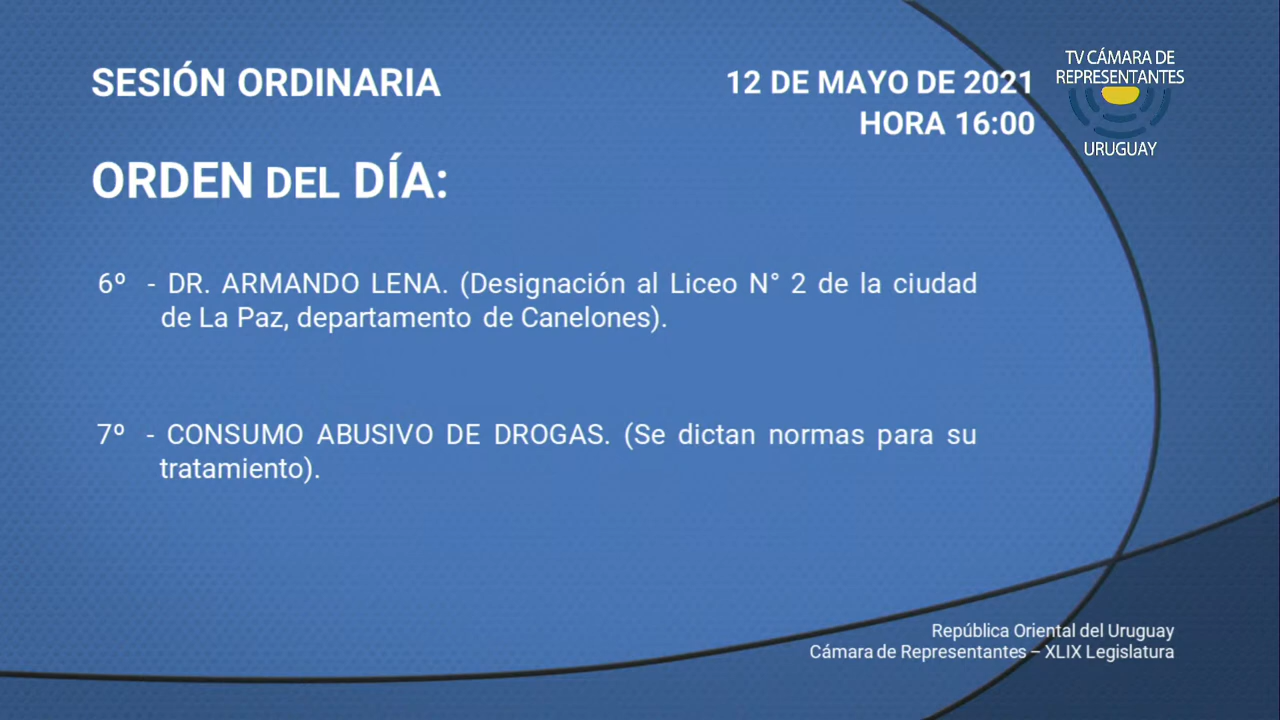 SESIÓN ORDINARIA
12 DE MAYO DE 2021
HORA 16:00
TV CÁMARA DE
REPRESENTANTES
URUGUAY
ORDEN DEL DÍA:
6º - DR. ARMANDO LENA. (Designación al Liceo N° 2 de la ciudad
de La Paz, departamento de Canelones).
7º - CONSUMO ABUSIVO DE DROGAS. (Se dictan normas para su
tratamiento).
República Oriental del Uruguay
Cámara de Representantes – XLIX Legislatura